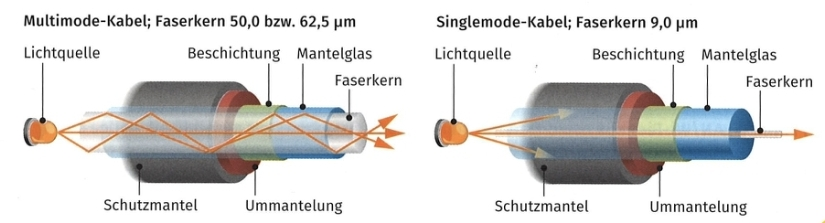 Multimode-Kabel; Faserkern 50,0 bzw. 62,5 µm
Lichtquelle
Beschichtung
Mantelglas
Faserkern
Schutzmantel
Ummantelung
Singlemode-Kabel; Faserkern 9,0 µm
Lichtquelle
Beschichtung
Mantelglas
Faserkern
Schutzmantel
Ummantelung